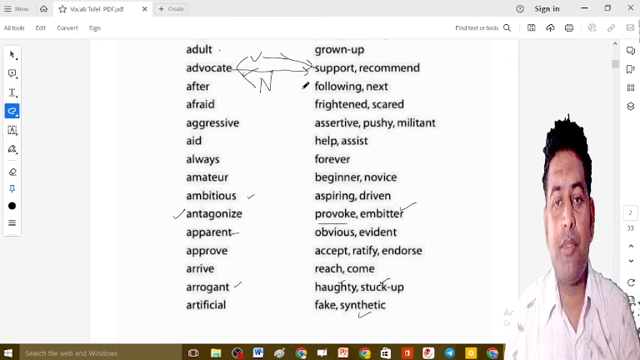 Menu
Vocab Tofel PDF.pdf
+ Create
Sign in
All tools Edit Convert Sign
Find text or tools
adult grown-up
advocate support, recommend
V
N
after following, next
afraid frightened, scared
aggressive assertive, pushy, militant
aid help, assist
always forever
amateur beginner, novice
ambitious aspiring, driven
antagonize provoke, embitter
apparent obvious, evident
approve accept, ratify, endorse
arrive reach, come
arrogant haughty, stuck-up
artificial fake, synthetic
2
33
Search Windows